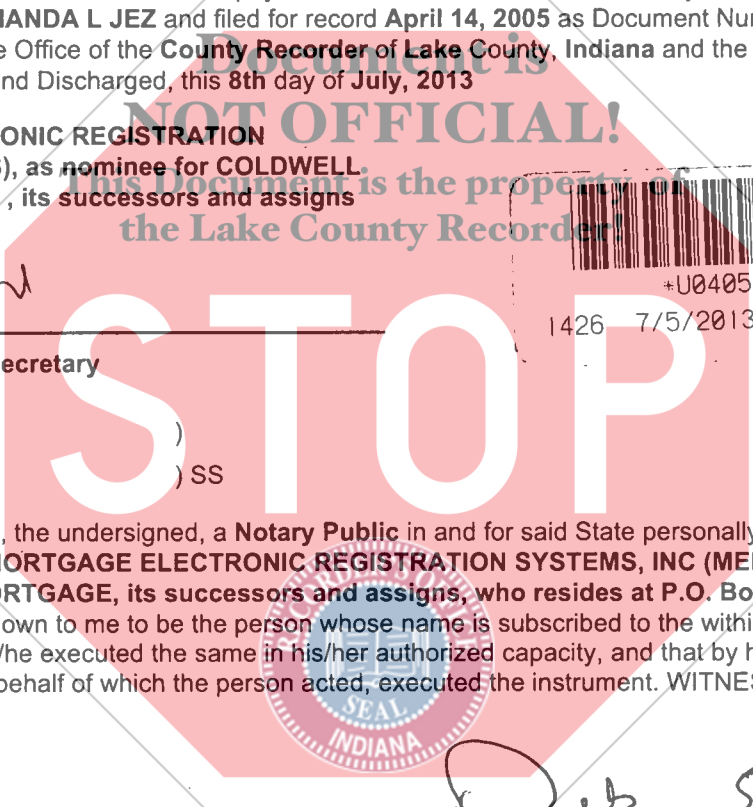 ANDA L JEZ and filed for record April 14, 2005 as Document Nu
e Office of the County Recorder of Lake County, Indiana and the
nd Discharged, this 8th day of July, 2013
Document is
NOT OFFICIAL!
This Document is the property of
the Lake County Recorder!
ONIC REGISTRATION
), as nominee for COLDWELL
, its successors and assigns
*U0405
1426 7/5/2013
ecretary
)
) SS
STOP
, the undersigned, a Notary Public in and for said State personally
MORTGAGE ELECTRONIC REGISTRATION SYSTEMS, INC (ME
RTGAGE, its successors and assigns, who resides at P.O. Bo
own to me to be the person whose name is subscribed to the withi
/he executed the same in his/her authorized capacity, and that by h
behalf of which the person acted, executed the instrument. WITNES
RECORDER'S OFFICE
SEAL
INDIANA